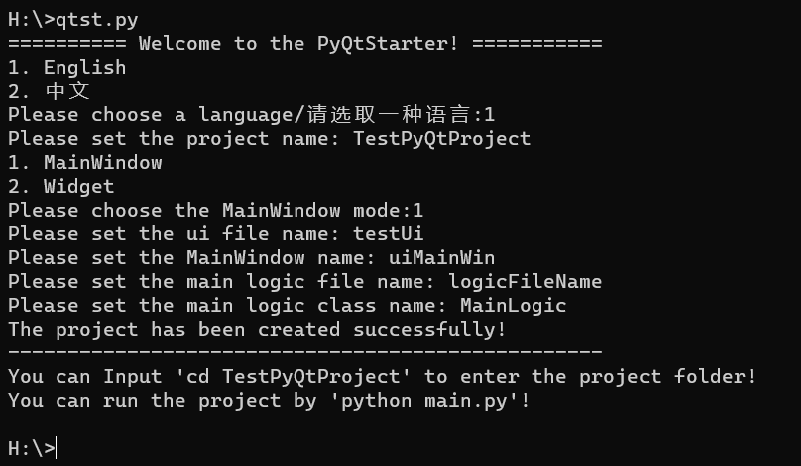 H:\>qtst.py
========== Welcome to the PyQtStarter! ===========
1. English
2. 中文
Please choose a language/请选取一种语言:1
Please set the project name: TestPyQtProject
1. MainWindow
2. Widget
Please choose the MainWindow mode:1
Please set the ui file name: testUi
Please set the MainWindow name: uiMainWin
Please set the main logic file name: logicFileName
Please set the main logic class name: MainLogic
The project has been created successfully!
--------------------------------------------------
You can Input 'cd TestPyQtProject' to enter the project folder!
You can run the project by 'python main.py'!
H:\>